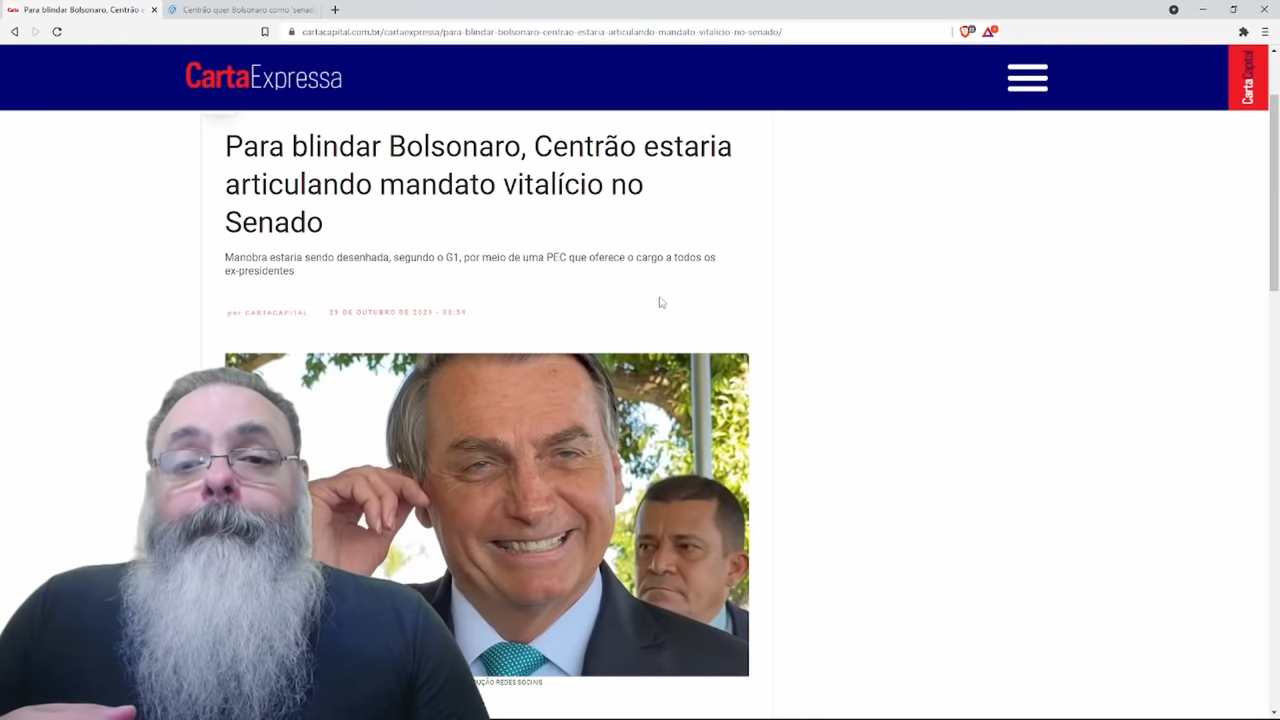 Para blindar Bolsonaro, Centrão e
Centrão quer Bolsonaro como 'senad
cartacapital.com.br/cartaexpressa/para-blindar-bolsonaro-centrao-estaria-articulando-mandato-vitalicio-no-senado/
CartaExpressa
CartaCapital
Para blindar Bolsonaro, Centrão estaria
articulando mandato vitalício no
Senado
Manobra estaria sendo desenhada, segundo o G1, por meio de uma PEC que oferece o cargo a todos os
ex-presidentes
por CARTACAPITAL 29 DE OUTUBRO DE 2021 - 08:54
UÇÃO REDES SOCIAIS